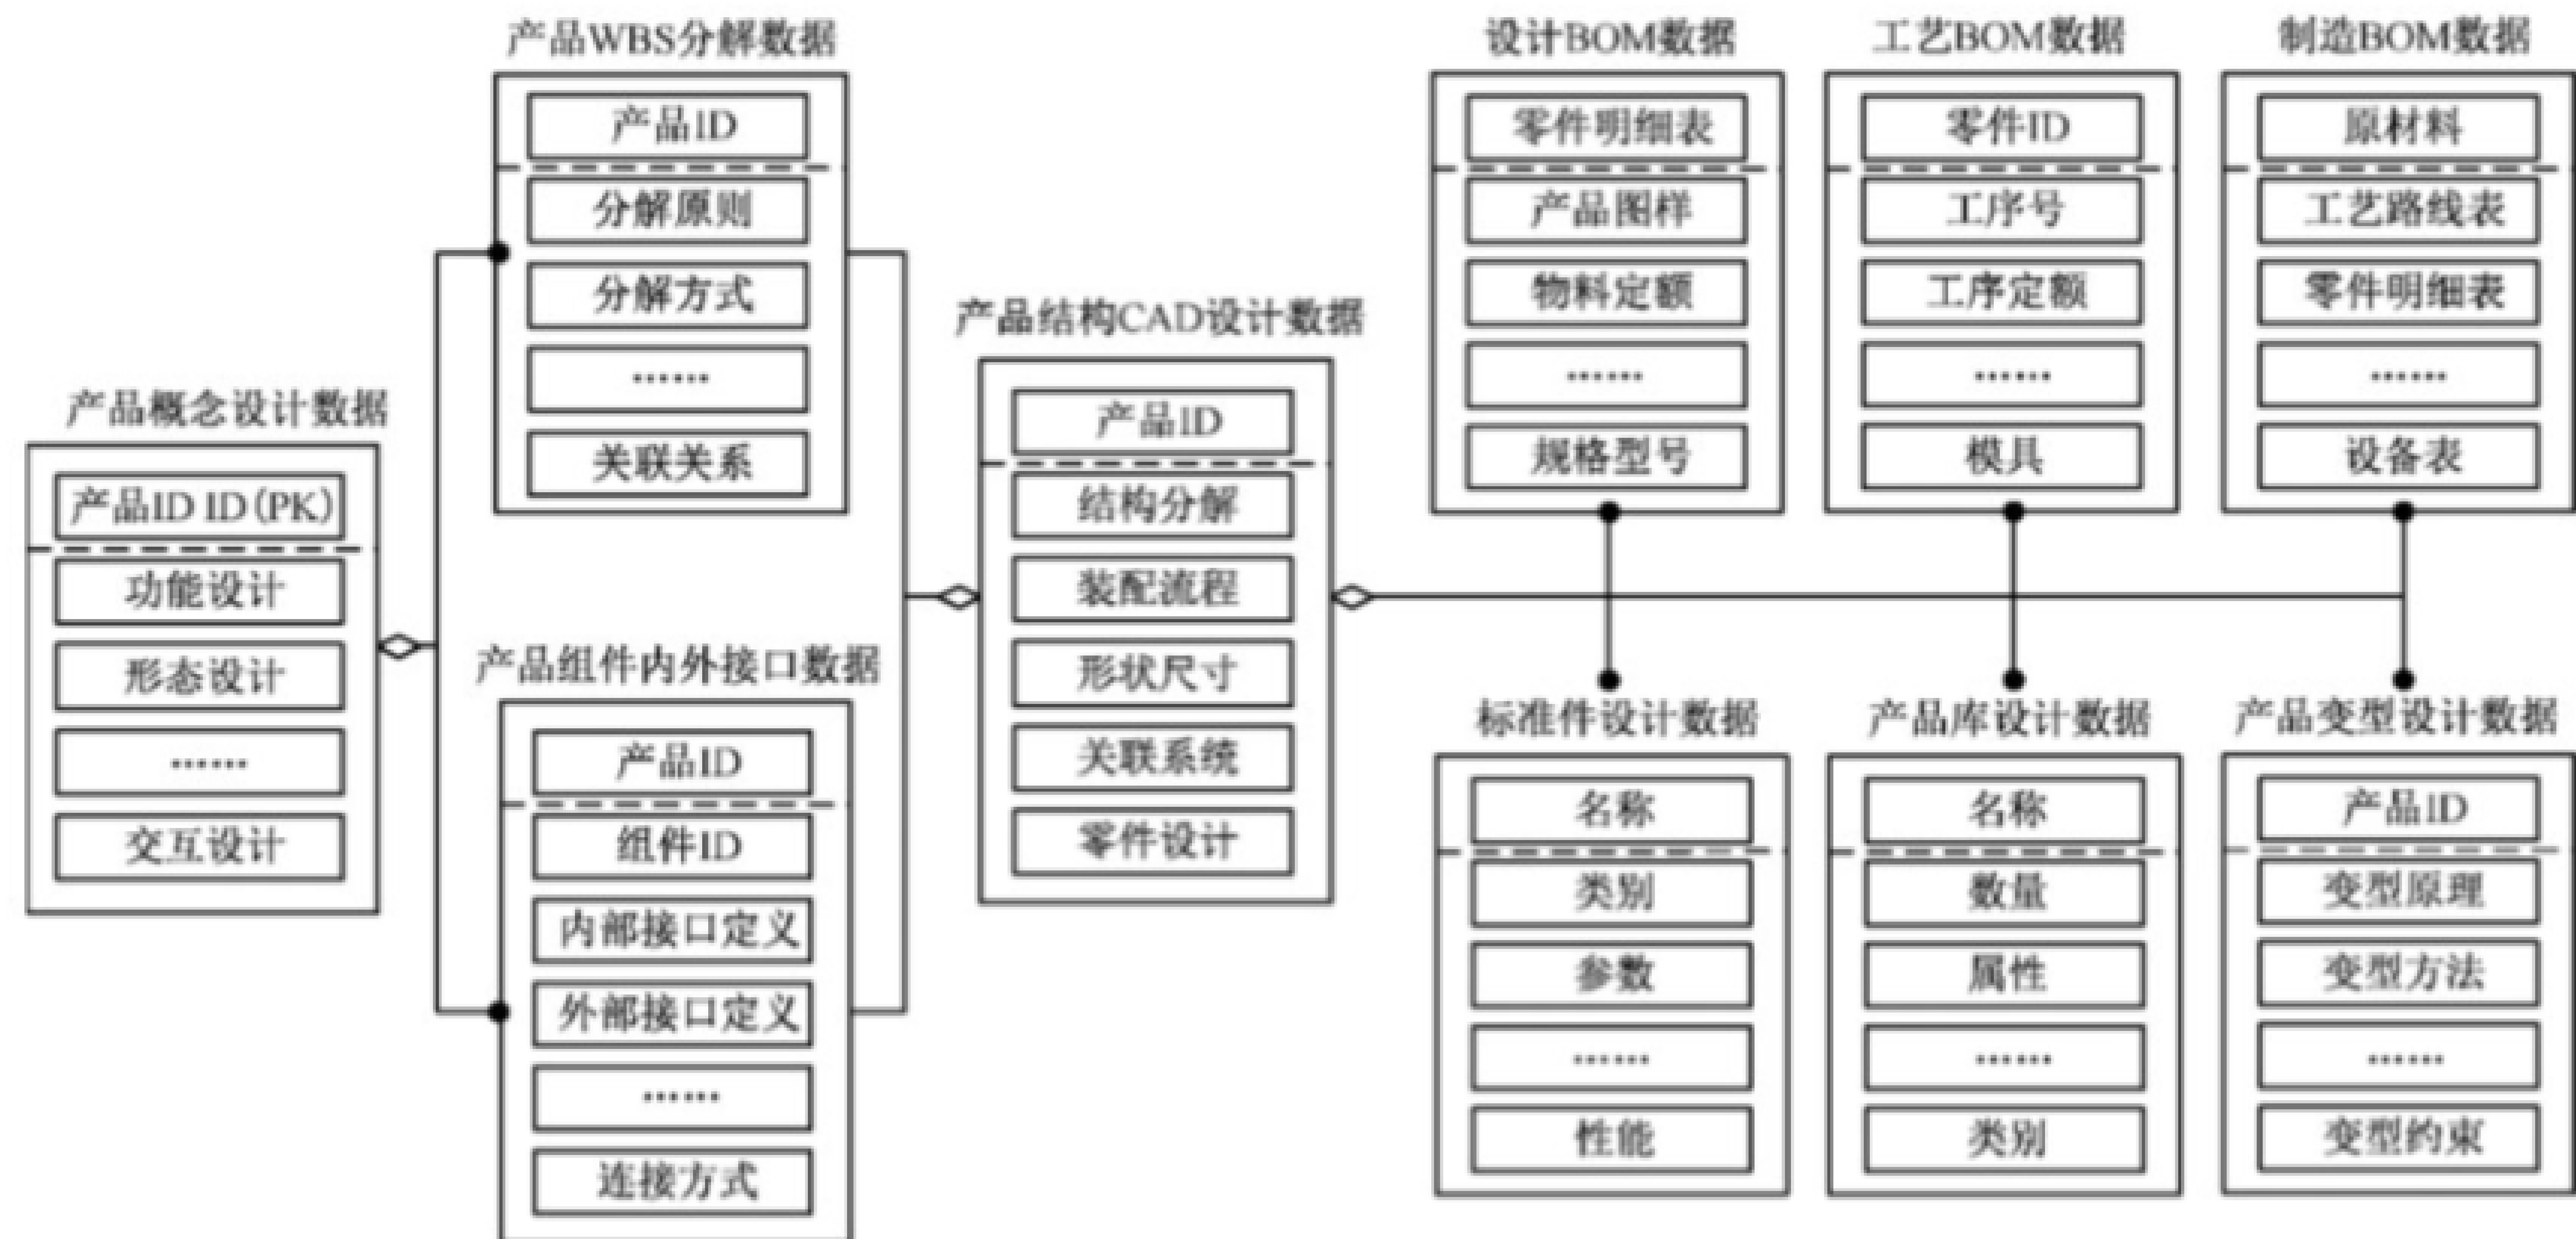 产品概念设计数据
产品ID ID(PK)
功能设计
形态设计
……
交互设计
产品WBS分解数据
产品ID
分解原则
分解方式
……
关联关系
产品组件内外接口数据
产品ID
组件ID
内部接口定义
外部接口定义
……
连接方式
产品结构CAD设计数据
产品ID
结构分解
装配流程
形状尺寸
关联系统
零件设计
设计BOM数据
零件明细表
产品图样
物料定额
……
规格型号
工艺BOM数据
零件ID
工序号
工序定额
……
模具
制造BOM数据
原材料
工艺路线表
零件明细表
……
设备表
标准件设计数据
名称
类别
参数
……
性能
产品库设计数据
名称
数量
属性
……
类别
产品变型设计数据
产品ID
变型原理
变型方法
……
变型约束